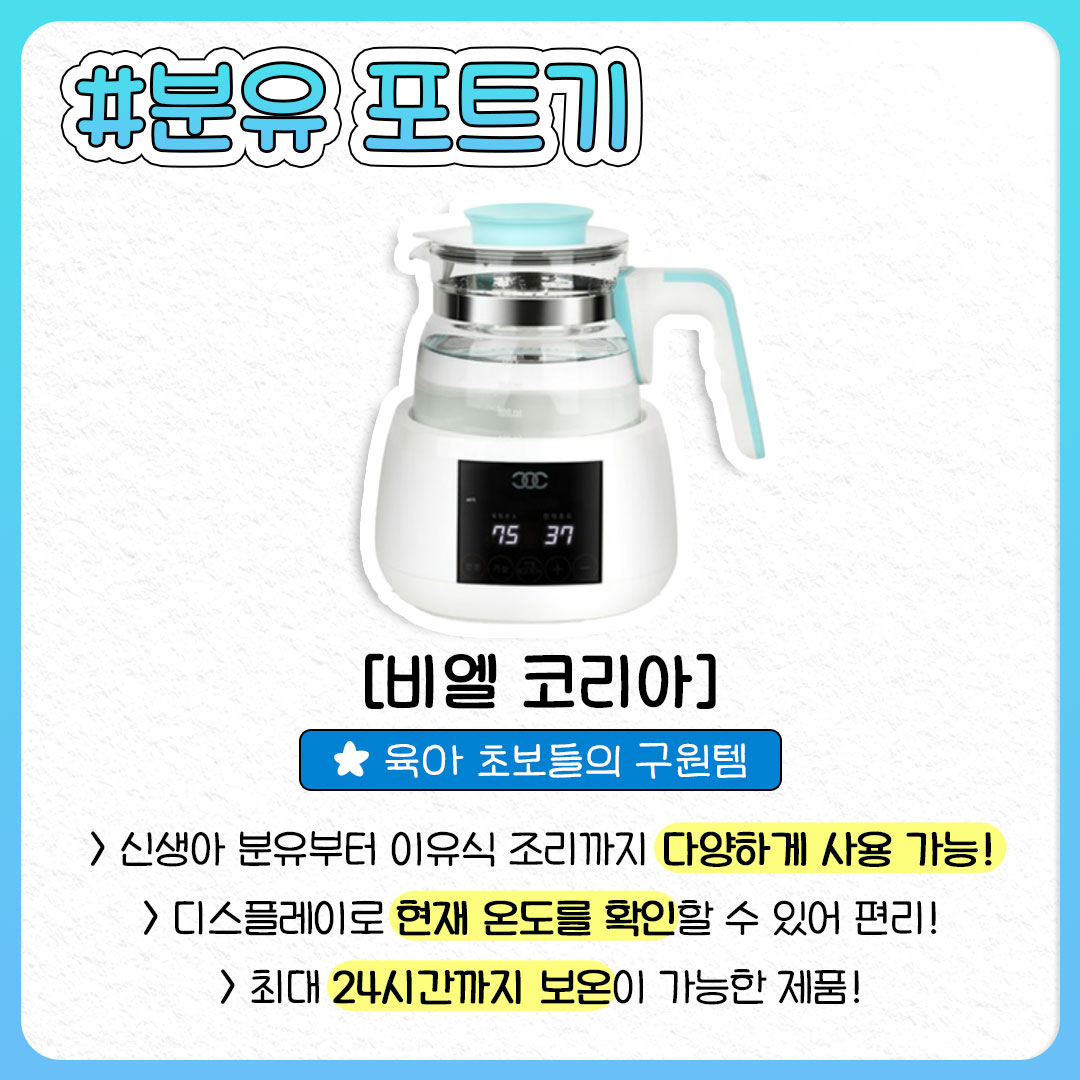 #분유 포트기
75 37
[비엘 코리아]
★ 육아 초보들의 구원템
> 신생아 분유부터 이유식 조리까지 다양하게 사용 가능!
> 디스플레이로 현재 온도를 확인할 수 있어 편리!
> 최대 24시간까지 보온이 가능한 제품!